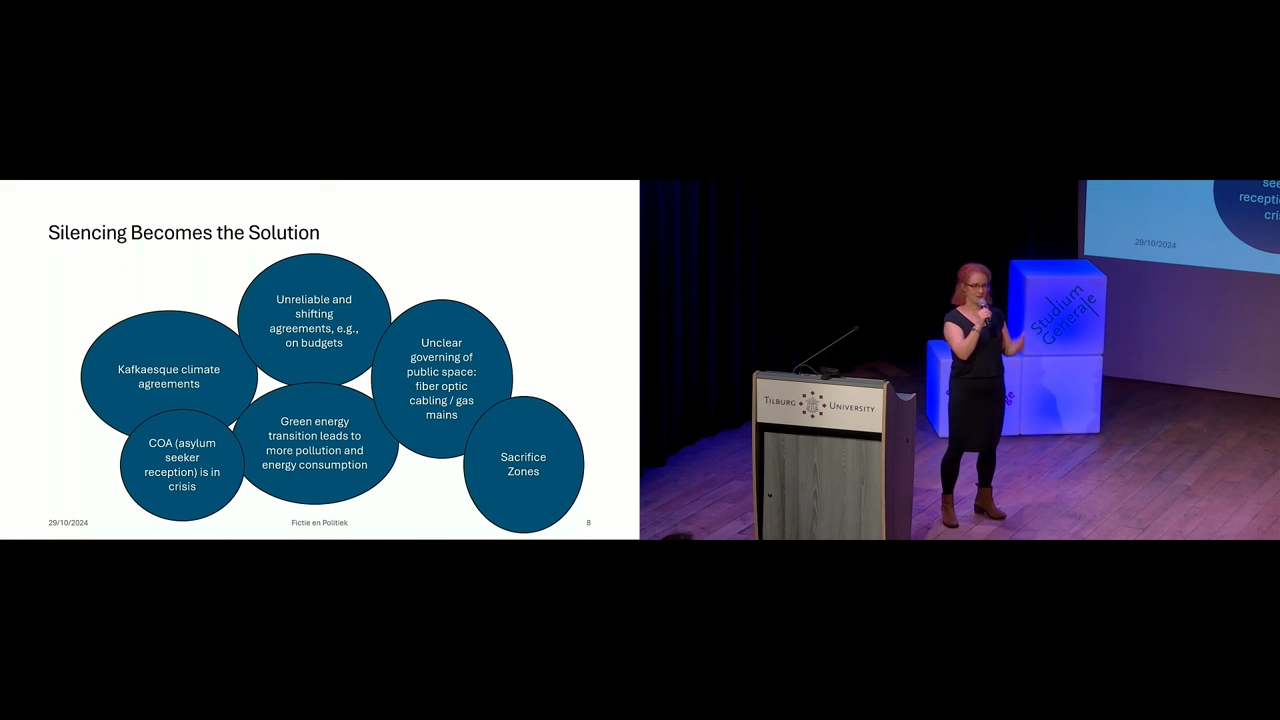 Silencing Becomes the Solution
Unreliable and
shifting
agreements, e.g.,
on budgets
Kafkaesque climate
agreements
Unclear
governing of
public space:
fiber optic
cabling / gas
mains
COA (asylum
seeker
reception) is in
crisis
Green energy
transition leads to
more pollution and
energy consumption
Sacrifice
Zones
29/10/2024
Fictie en Politiek
8
29/10/2024
Studium
Generale
TILBURG UNIVERSITY